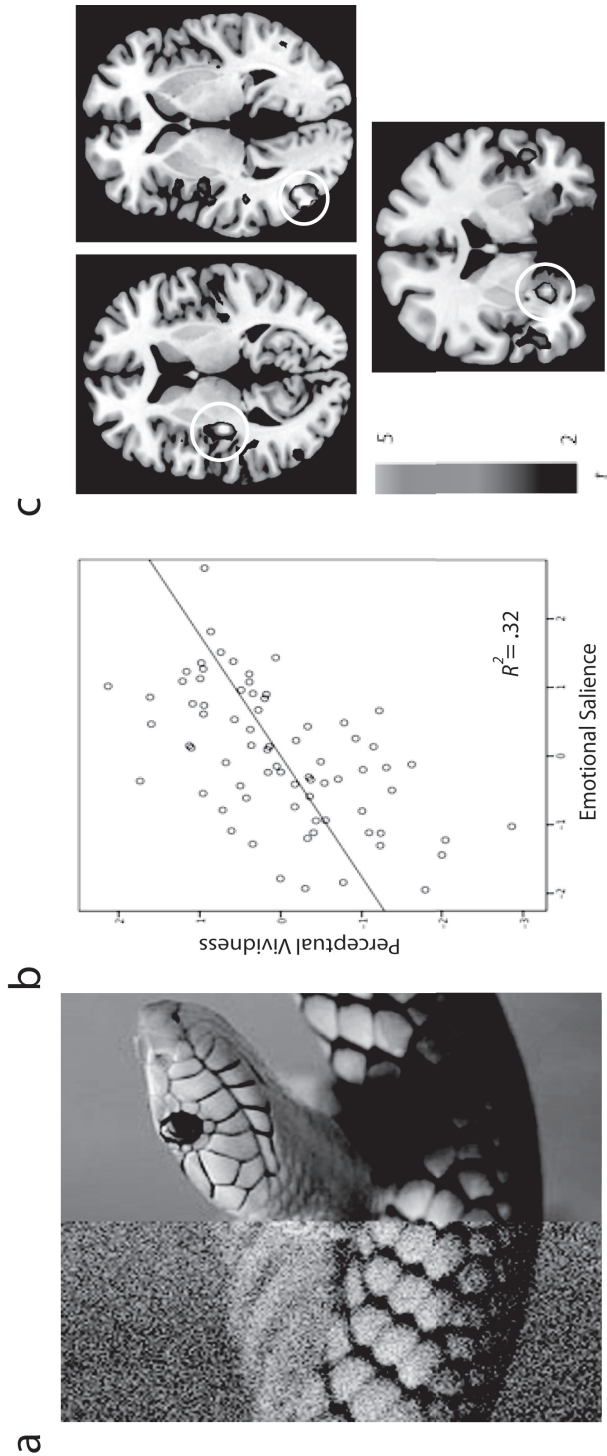 a
b
Perceptual Vividness
2
1
0
-1
-2
-3
-2
-1
0
1
2
R² = .32
Emotional Salience
c
5
2
t